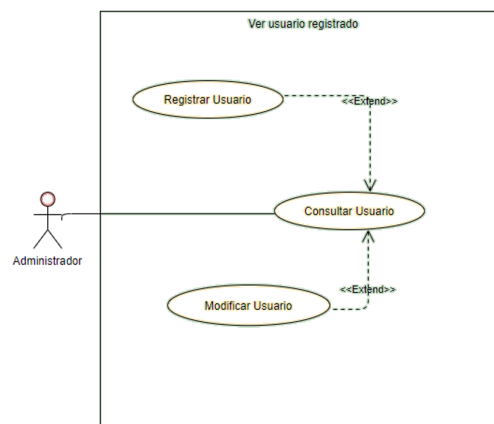 Ver usuario registrado
Registrar Usuario
<<Extend>>
Consultar Usuario
Administrador
<<Extend>>
Modificar Usuario